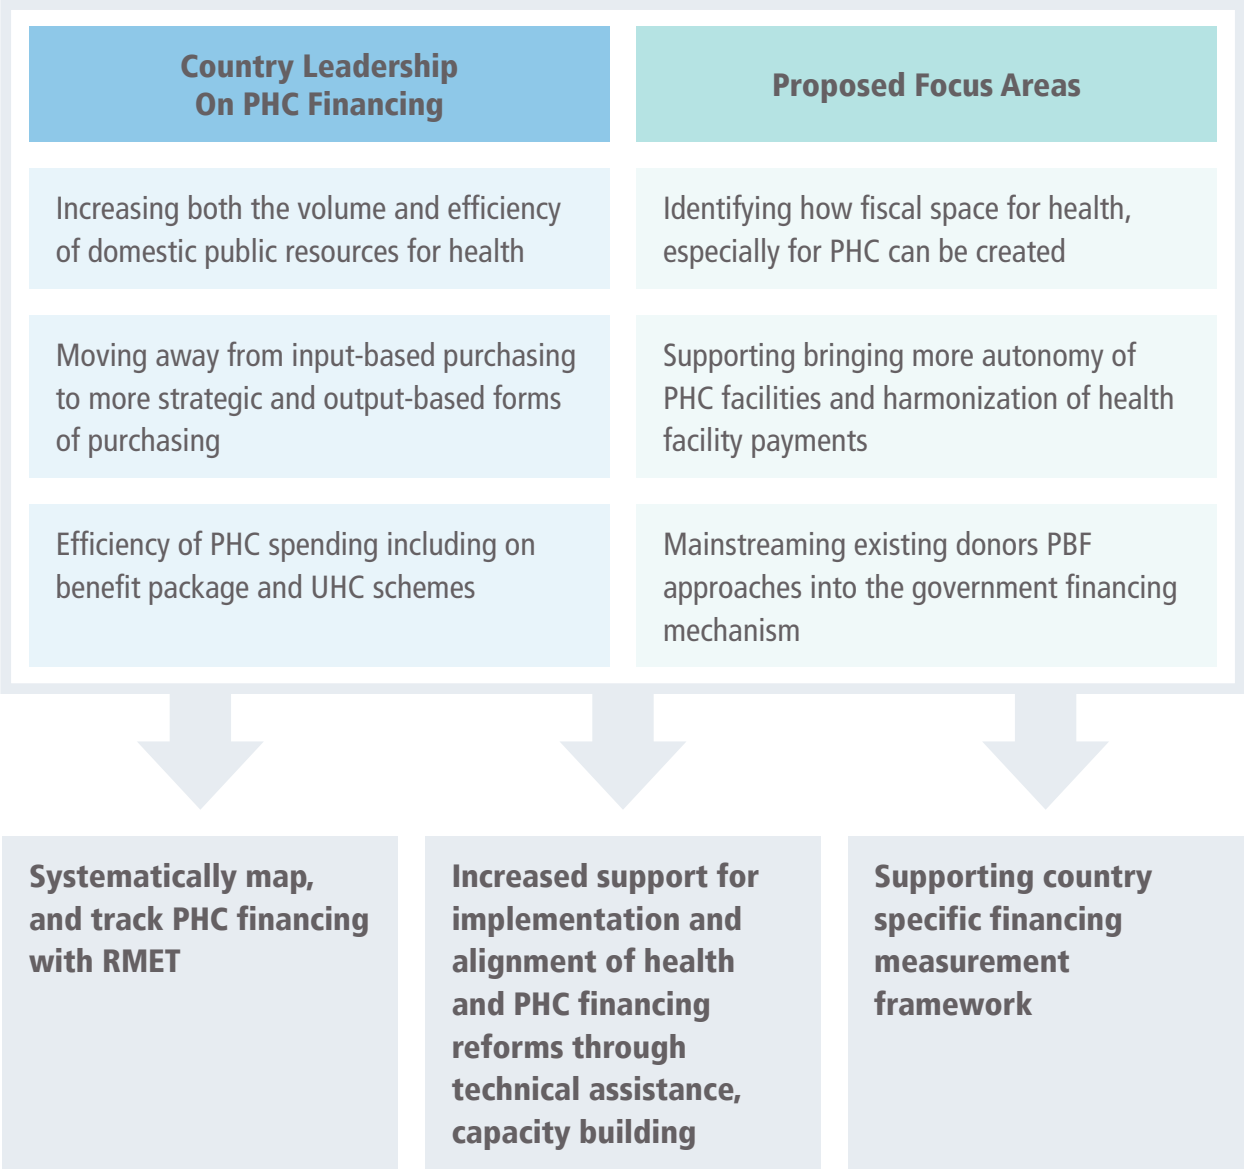 Country Leadership
On PHC Financing
Proposed Focus Areas
Increasing both the volume and efficiency
of domestic public resources for health
Identifying how fiscal space for health,
especially for PHC can be created
Moving away from input-based purchasing
to more strategic and output-based forms
of purchasing
Supporting bringing more autonomy of
PHC facilities and harmonization of health
facility payments
Efficiency of PHC spending including on
benefit package and UHC schemes
Mainstreaming existing donors PBF
approaches into the government financing
mechanism
Systematically map,
and track PHC financing
with RMET
Increased support for
implementation and
alignment of health
and PHC financing
reforms through
technical assistance,
capacity building
Supporting country
specific financing
measurement
framework